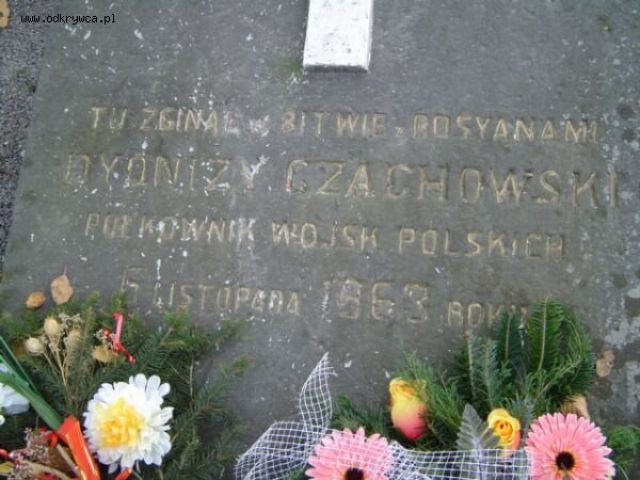 www.odkrywca.pl
TU ZGINĄŁ W BITWIE Z ROSYANAMI
DYONIZY CZACHOWSKI
PUŁKOWNIK WOJSK POLSKICH
6 LISTOPADA 1863 ROKU